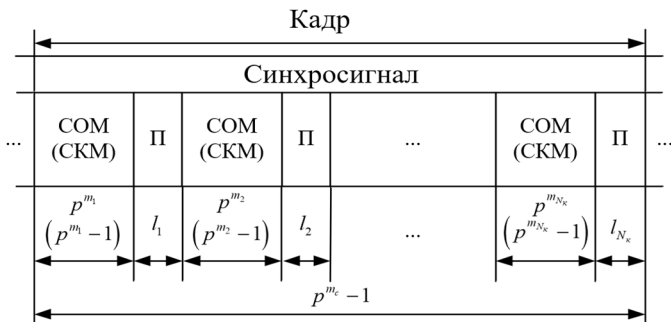 Кадр
Синхросигнал
... СОМ (СКМ) П СОМ (СКМ) П ... СОМ (СКМ) П ...
p^{m_1} (p^{m_1} − 1) l_1 p^{m_2} (p^{m_2} − 1) l_2 ... p^{m_{N_к}} (p^{m_{N_к}} − 1) l_{N_к}
p^{m_c} − 1